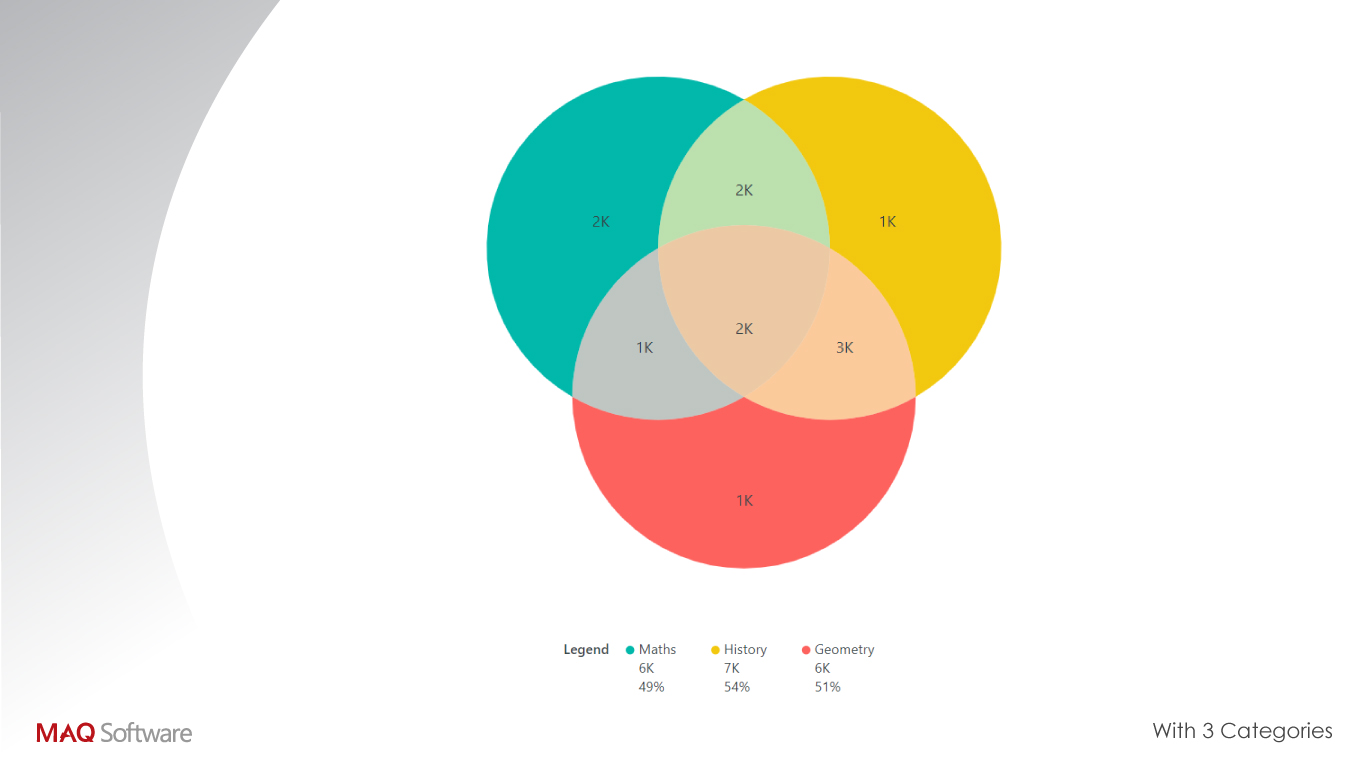 2K
2K
1K
2K
1K
3K
1K
Legend Maths History Geometry
6K 7K 6K
49% 54% 51%
MAQ Software
With 3 Categories